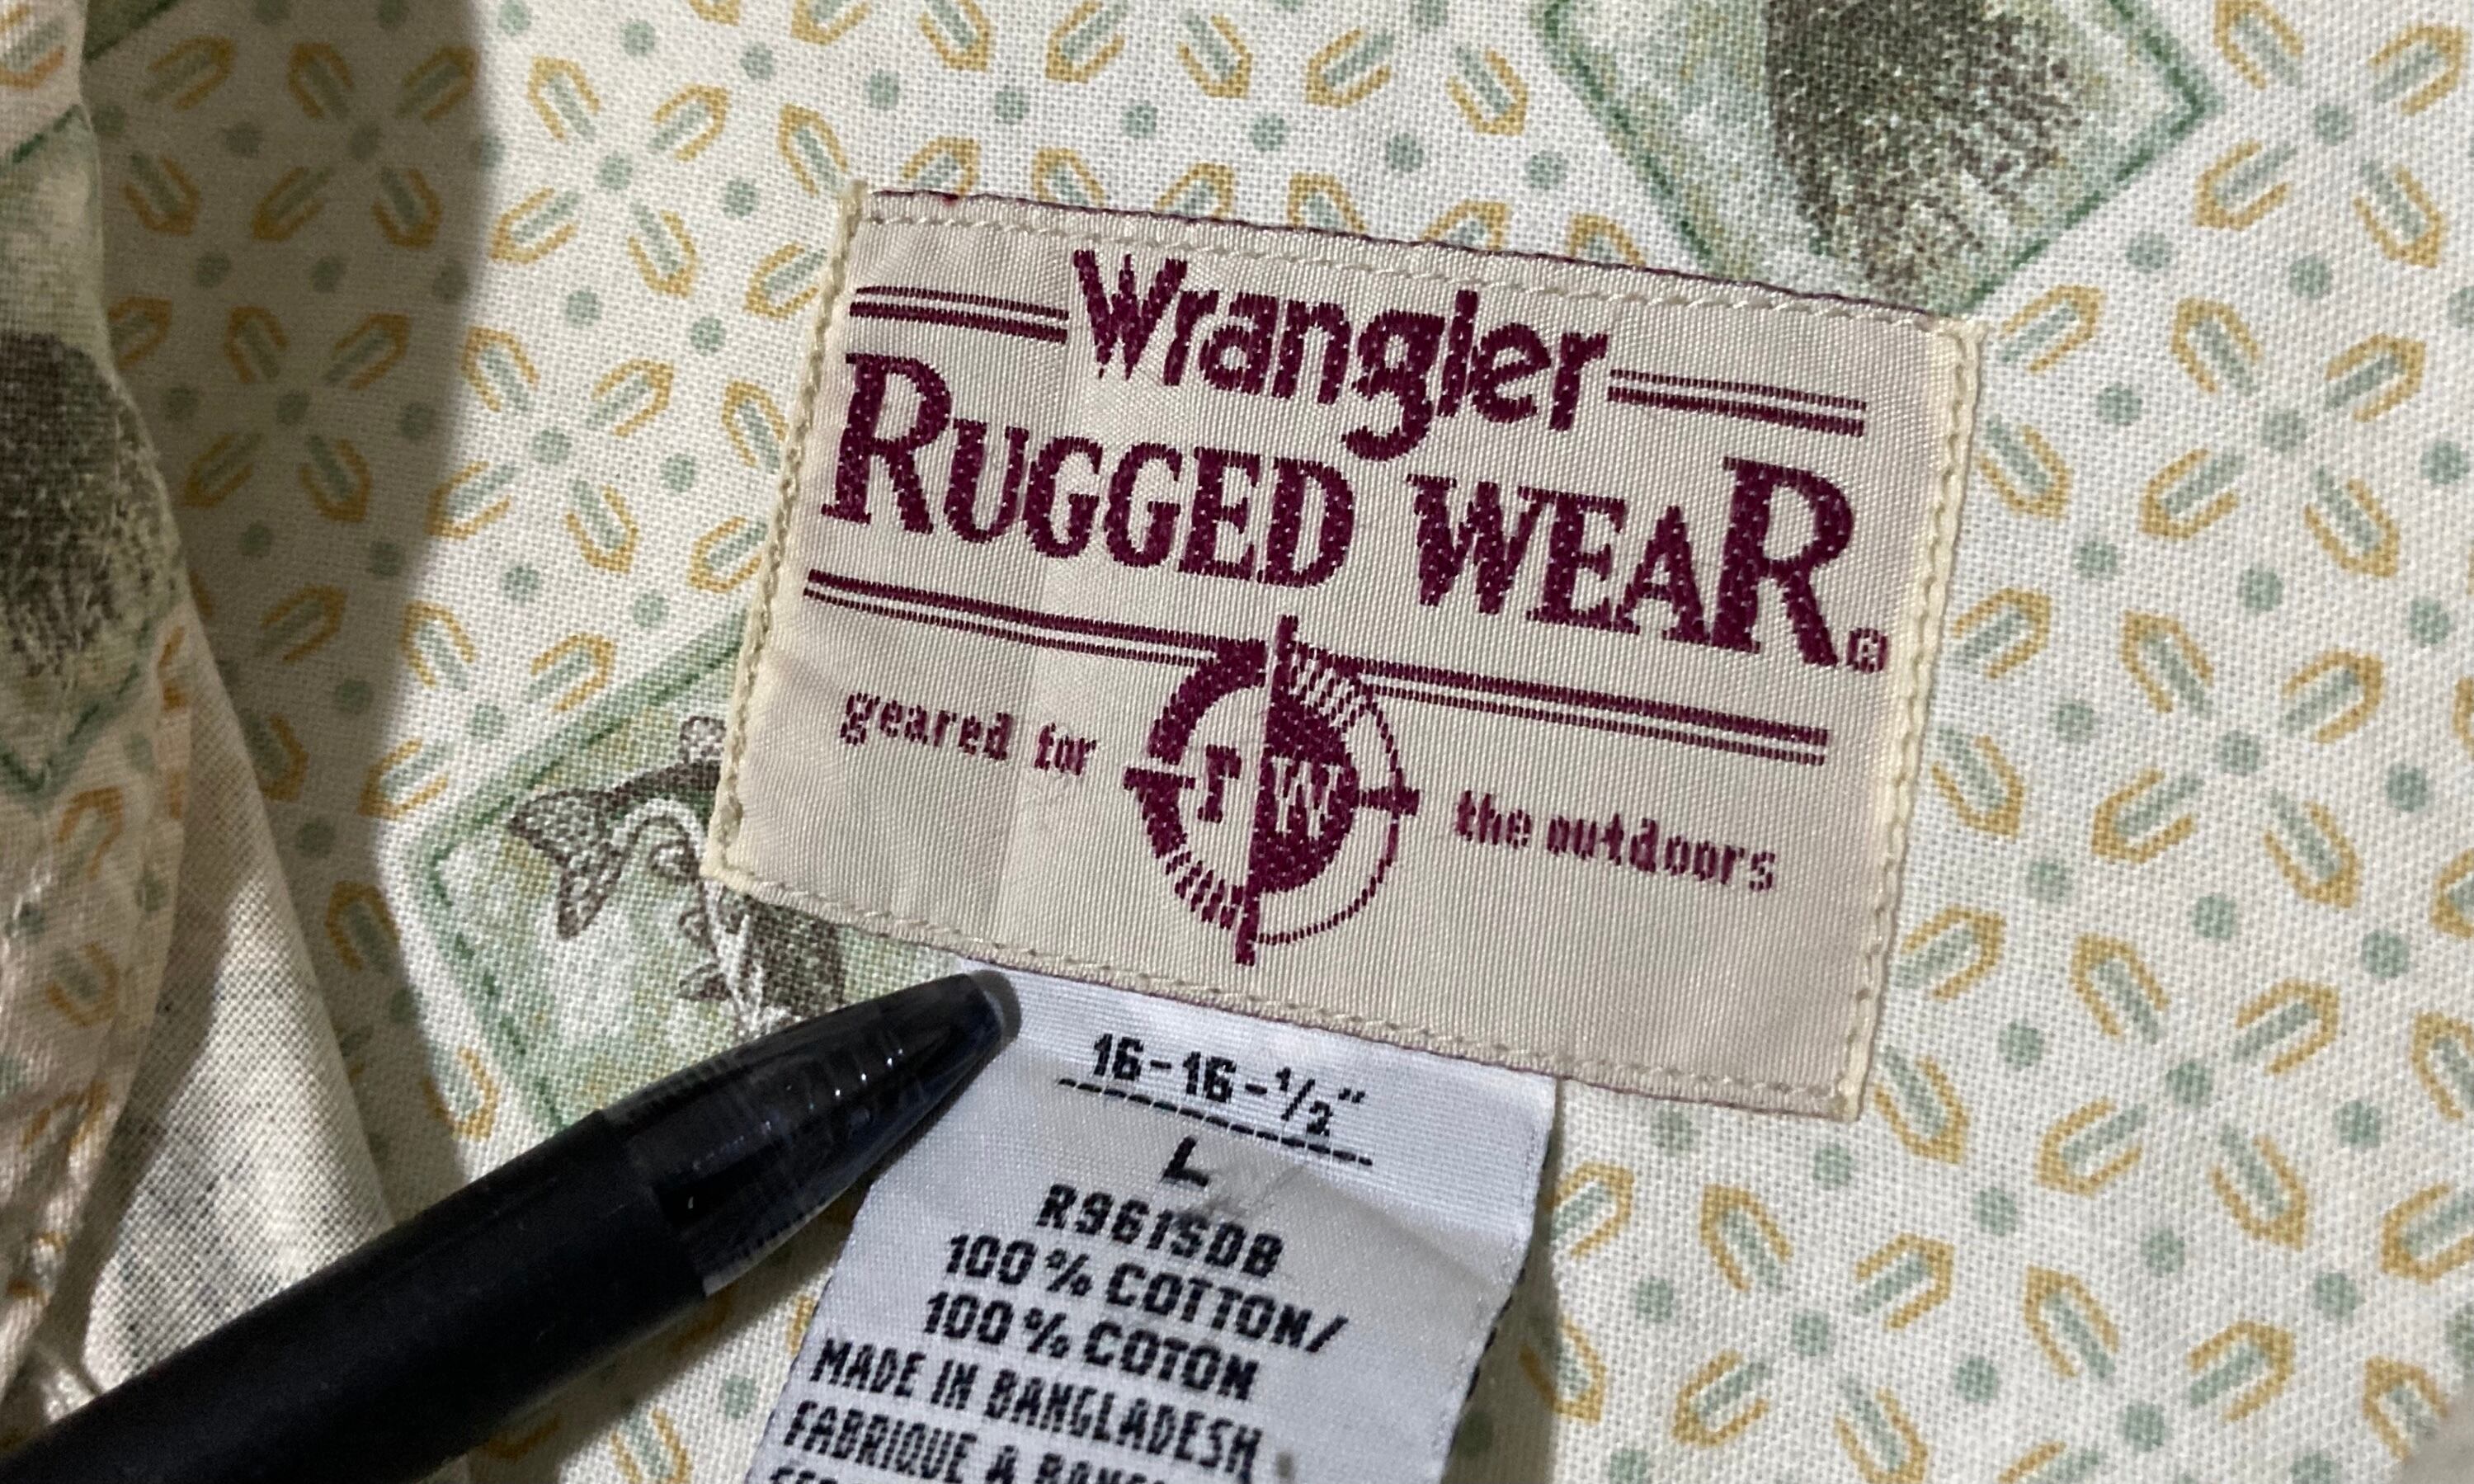 Wrangler
RUGGED WEAR®
geared for rW the outdoors
16-16-½"
L
R961SDB
100% COTTON/
100% COTON
MADE IN BANGLADESH
FABRIQUE A